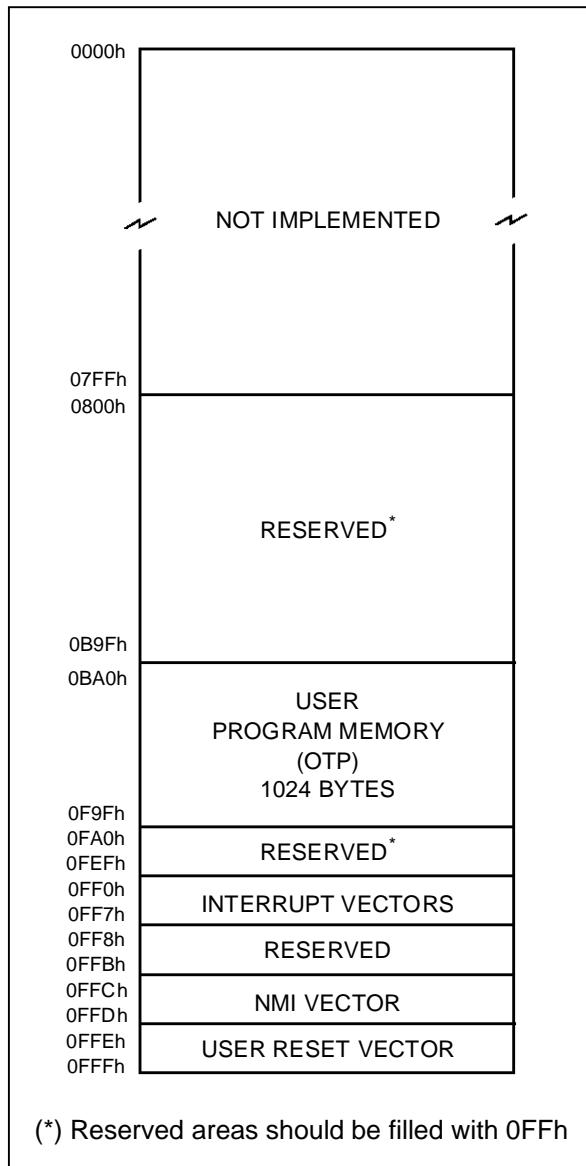 0000h
NOT IMPLEMENTED
07FFh
0800h
RESERVED*
0B9Fh
0BA0h
USER
PROGRAM MEMORY
(OTP)
1024 BYTES
0F9Fh
0FA0h
RESERVED*
0FEFh
0FF0h
INTERRUPT VECTORS
0FF7h
0FF8h
RESERVED
0FFBh
0FFCh
NMI VECTOR
0FFDh
0FFEh
USER RESET VECTOR
0FFFh
(*) Reserved areas should be filled with 0FFh